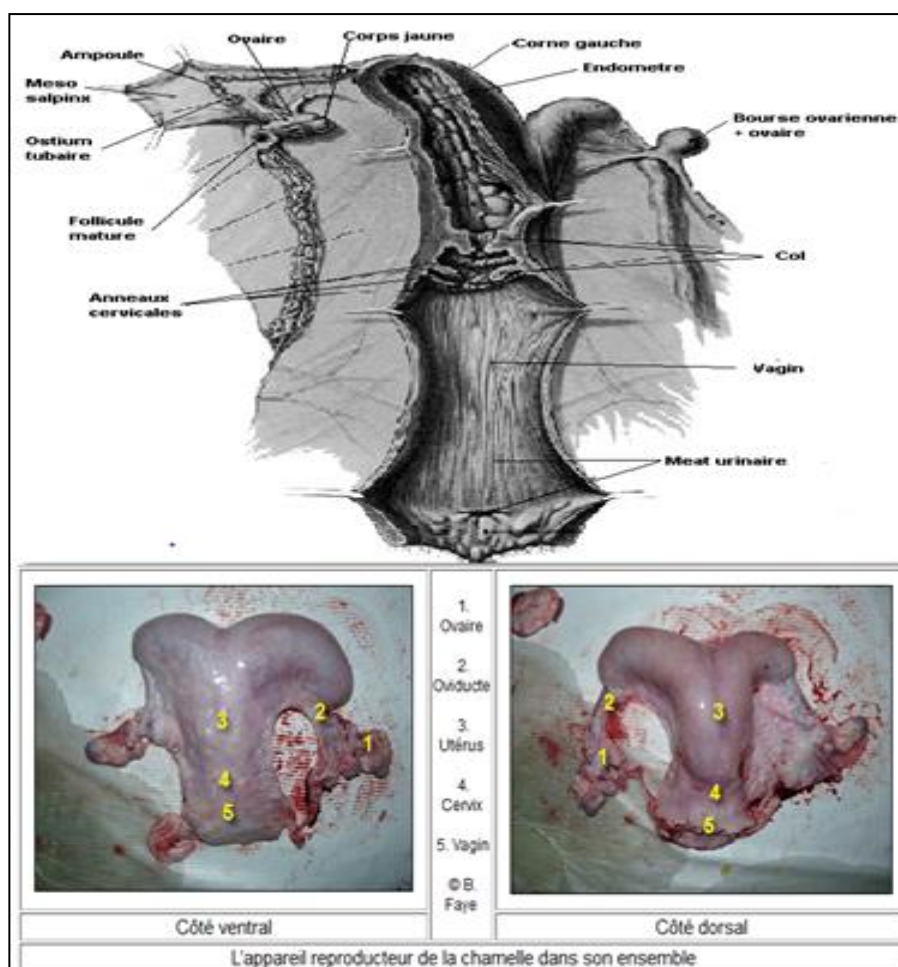 Ovaire
Corps jaune
Corne gauche
Ampoule
Endometre
Meso
salpinx
Bourse ovarienne
+ ovaire
Ostium
tubaire
Follicule
mature
Col
Anneaux
cervicales
Vagin
Meat urinaire
1.
Ovaire
2.
Oviducte
3.
Utérus
4.
Cervix
5. Vagin
© B.
Faye
3
2
1
4
5
2
3
1
4
5
Côté ventral
Côté dorsal
L'appareil reproducteur de la chamelle dans son ensemble